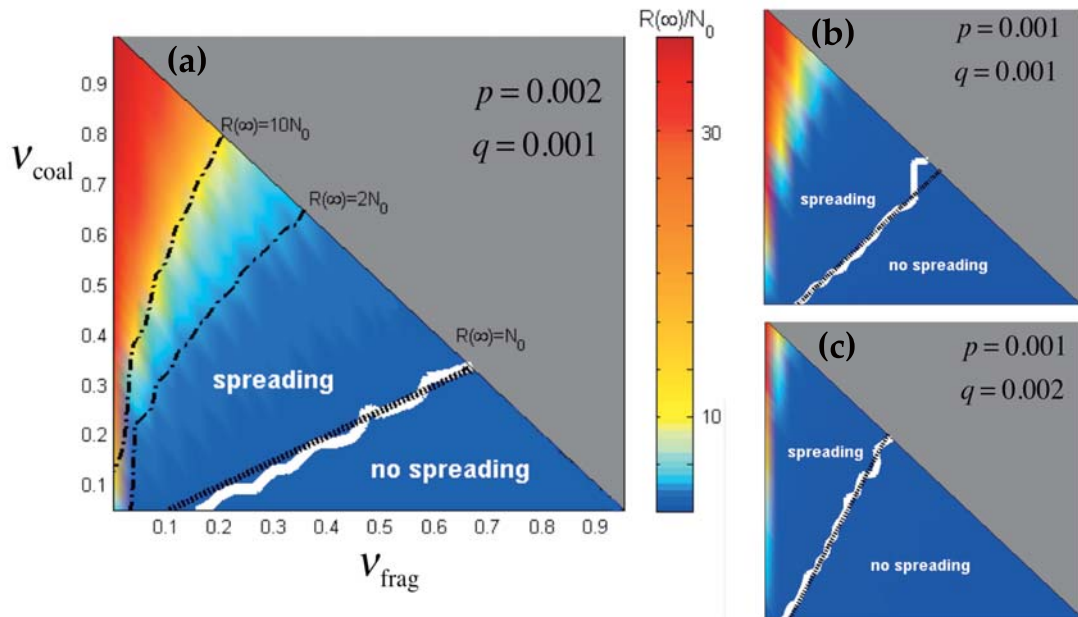 (a)
p = 0.002
q = 0.001
R(∞)=10N₀
R(∞)=2N₀
R(∞)=N₀
spreading
no spreading
ν_coal
0.9
0.8
0.7
0.6
0.5
0.4
0.3
0.2
0.1
0.1 0.2 0.3 0.4 0.5 0.6 0.7 0.8 0.9
ν_frag
R(∞)/N₀
30
10
(b)
p = 0.001
q = 0.001
spreading
no spreading
(c)
p = 0.001
q = 0.002
spreading
no spreading